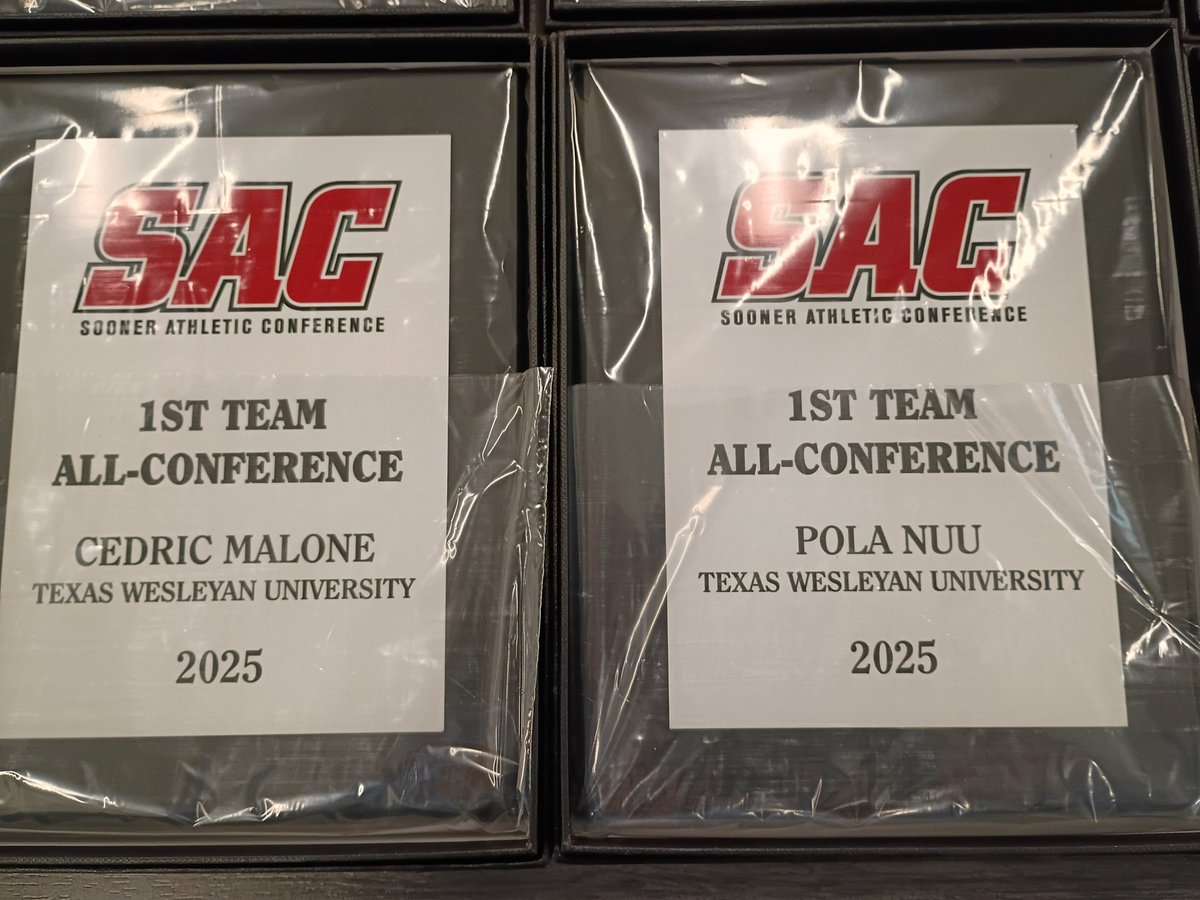 SAC
SOONER ATHLETIC CONFERENCE
1ST TEAM
ALL-CONFERENCE
CEDRIC MALONE
TEXAS WESLEYAN UNIVERSITY
2025
SAC
SOONER ATHLETIC CONFERENCE
1ST TEAM
ALL-CONFERENCE
POLA NUU
TEXAS WESLEYAN UNIVERSITY
2025